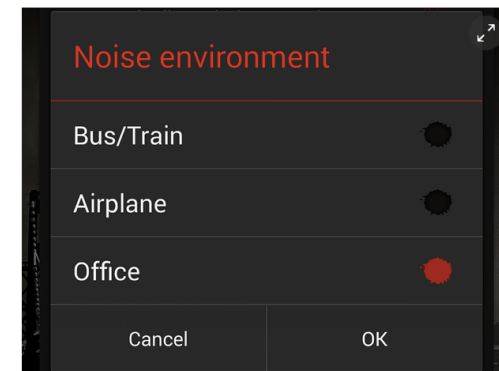 Noise environment
Bus/Train
Airplane
Office
Cancel OK